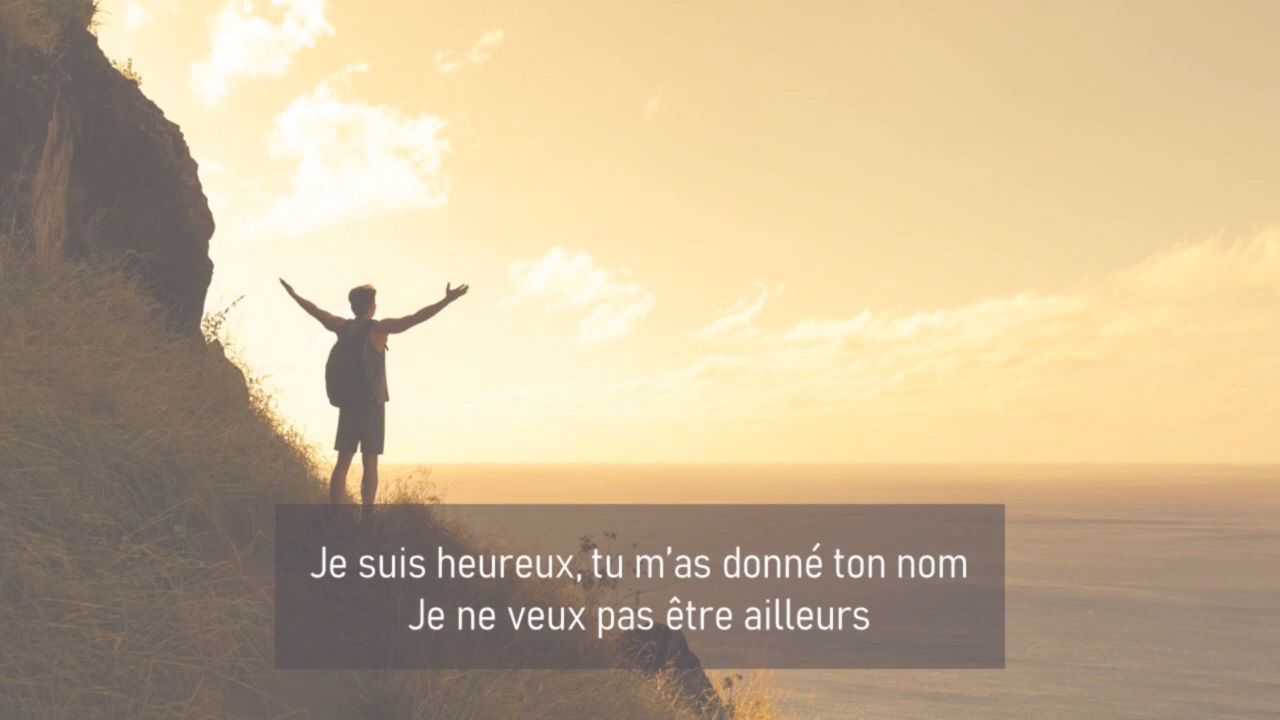 Je suis heureux, tu m’as donné ton nom
Je ne veux pas être ailleurs